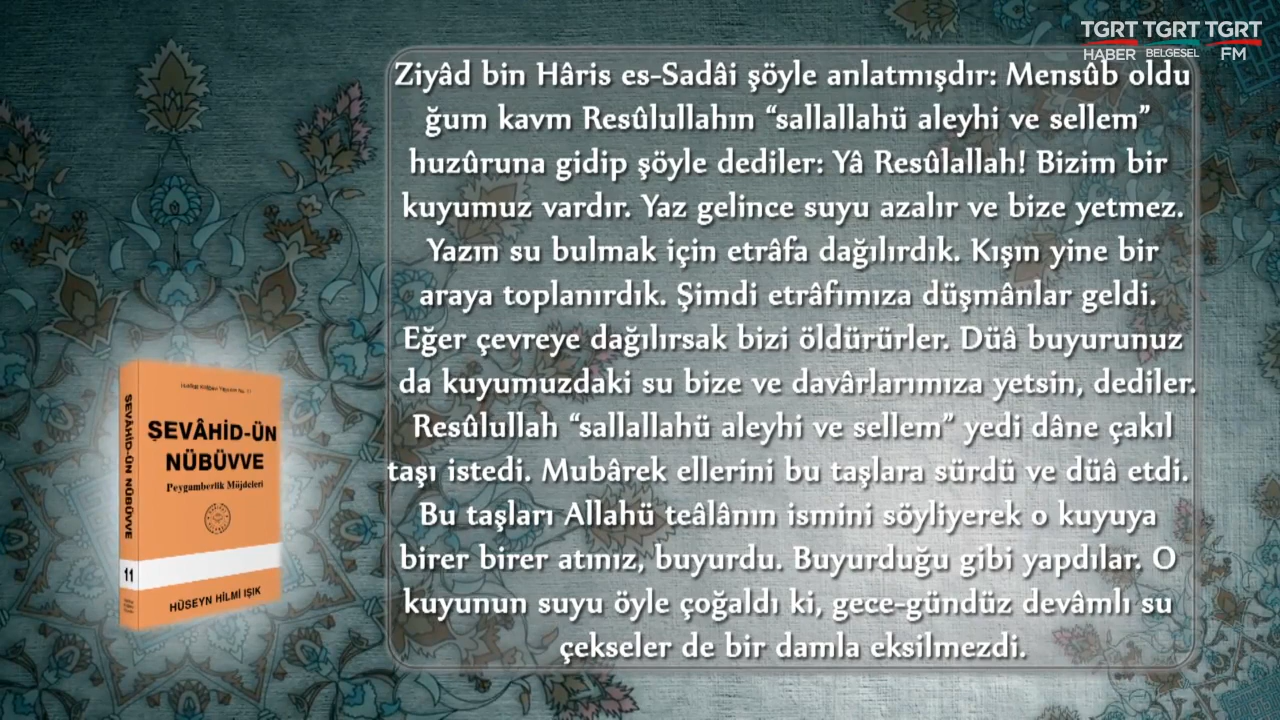 TGRT TGRT TGRT
HABER BELGESEL FM
Ziyâd bin Hâris es-Sadâi şöyle anlatmışdır: Mensûb oldu
ğum kavm Resûlullahın “sallallahü aleyhi ve sellem”
huzûruna gidip şöyle dediler: Yâ Resûlallah! Bizim bir
kuyumuz vardır. Yaz gelince suyu azalır ve bize yetmez.
Yazın su bulmak için etrâfa dağılırdık. Kışın yine bir
araya toplanırdık. Şimdi etrâfımıza düşmânlar geldi.
Eğer çevreye dağılırsak bizi öldürürler. Düâ buyurunuz
da kuyumuzdaki su bize ve davârlarımıza yetsin, dediler.
Resûlullah “sallallahü aleyhi ve sellem” yedi dâne çakıl
taşı istedi. Mubârek ellerini bu taşlara sürdü ve düâ etdi.
Bu taşları Allahü teâlânın ismini söyliyerek o kuyuya
birer birer atınız, buyurdu. Buyurduğu gibi yapdılar. O
kuyunun suyu öyle çoğaldı ki, gece-gündüz devâmlı su
çekseler de bir damla eksilmezdi.
ŞEVÂHİD-ÜN
NÜBÜVVE
Peygamberlik Müjdeleri
HÜSEYN HİLMİ IŞIK
ŞEVÂHİD-ÜN NÜBÜVVE
11